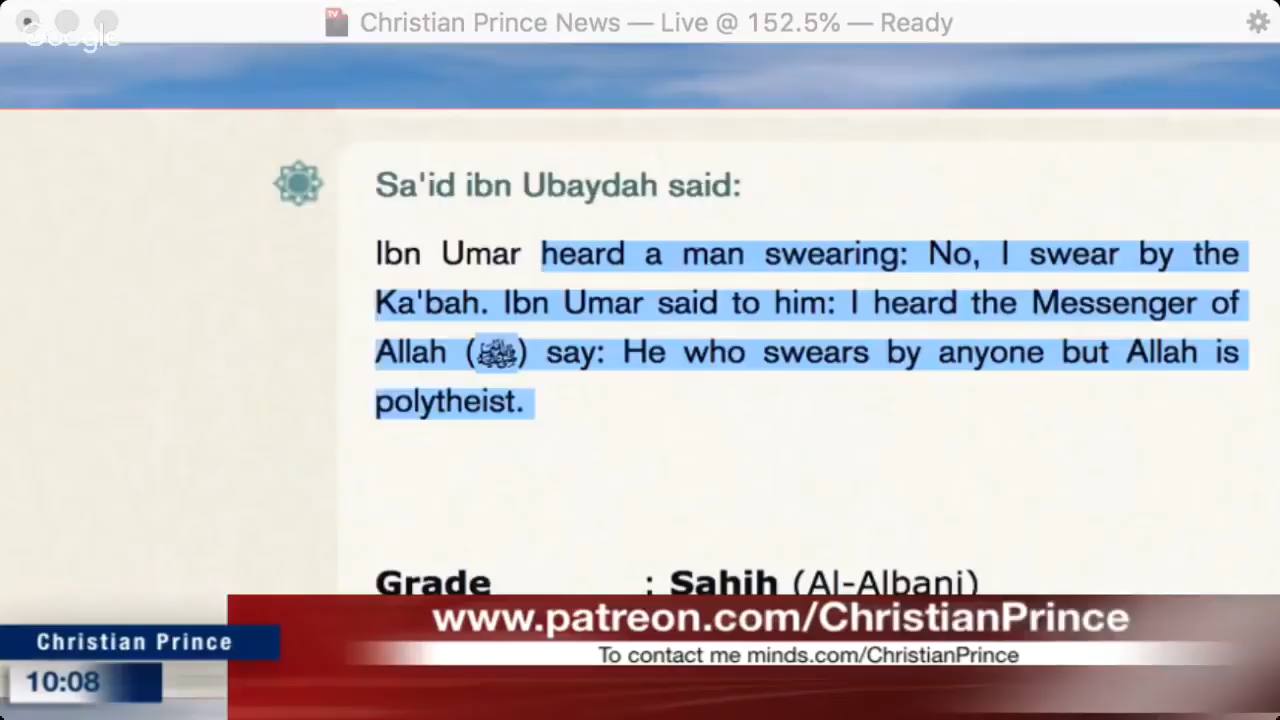 Christian Prince News — Live @ 152.5% — Ready
Google
Sa'id ibn Ubaydah said:
Ibn Umar heard a man swearing: No, I swear by the
Ka'bah. Ibn Umar said to him: I heard the Messenger of
Allah (ﷺ) say: He who swears by anyone but Allah is
polytheist.
Grade : Sahih (Al-Albani)
www.patreon.com/ChristianPrince
To contact me minds.com/ChristianPrince
Christian Prince
10:08